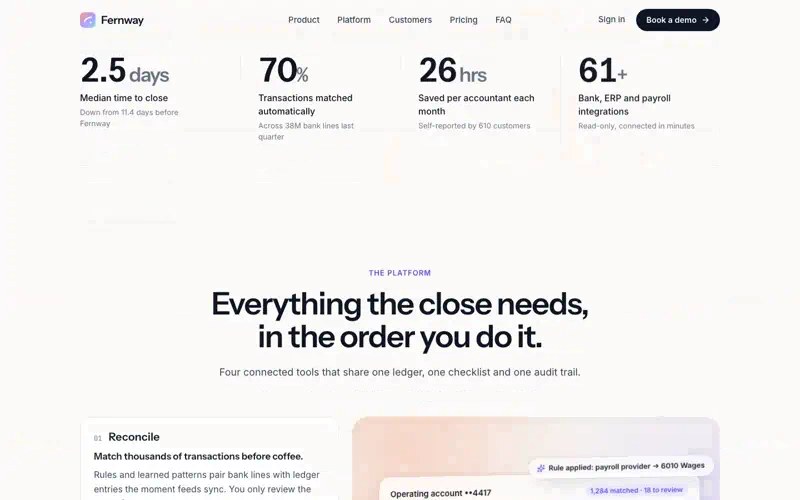 Fernway
Product
Platform
Customers
Pricing
FAQ
Sign in
Book a demo →
2.5 days
Median time to close
Down from 11.4 days before
Fernway
70%
Transactions matched
automatically
Across 38M bank lines last
quarter
26 hrs
Saved per accountant each
month
Self-reported by 610 customers
61+
Bank, ERP and payroll
integrations
Read-only, connected in minutes
THE PLATFORM
Everything the close needs,
in the order you do it.
Four connected tools that share one ledger, one checklist and one audit trail.
01 Reconcile
Match thousands of transactions before coffee.
Rules and learned patterns pair bank lines with ledger
entries the moment feeds sync. You only review the
Rule applied: payroll provider → 6010 Wages
Operating account ••4417
1,284 matched · 18 to review